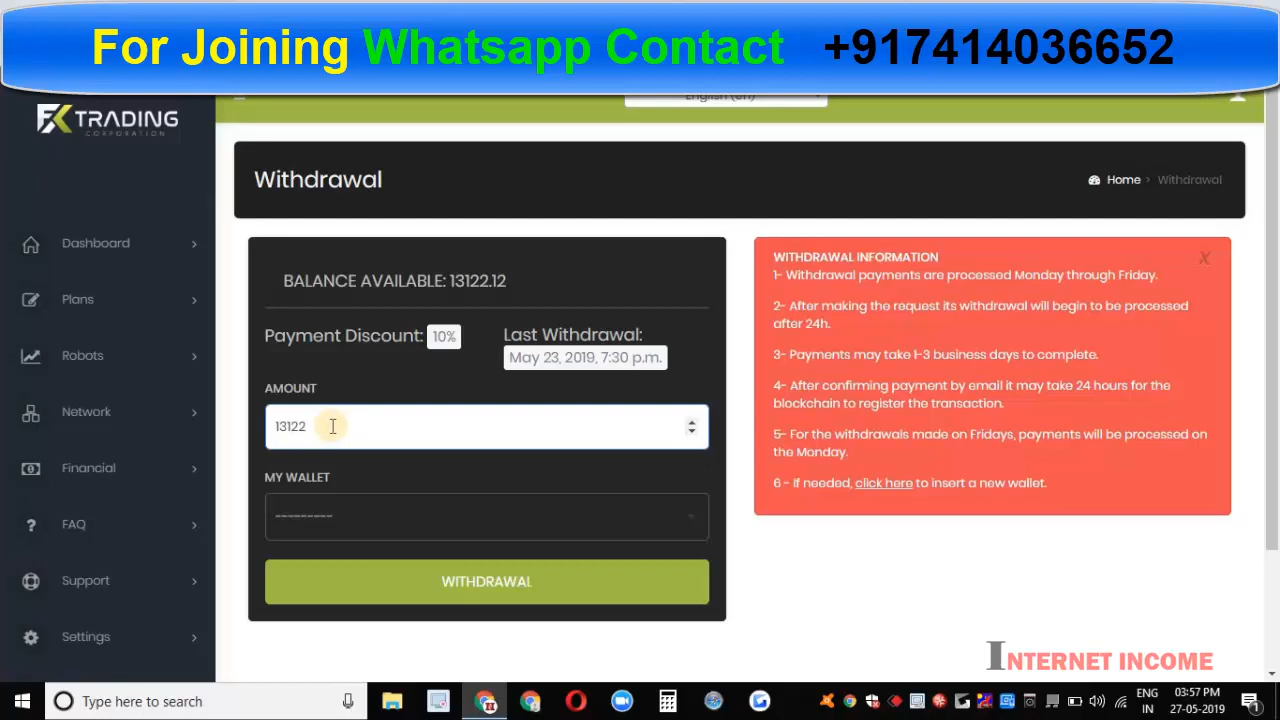 For Joining Whatsapp Contact +917414036652
FX TRADING
CORPORATION
English(en)
Withdrawal
Home > Withdrawal
Dashboard
Plans
Robots
Network
Financial
FAQ
Support
Settings
BALANCE AVAILABLE: 13122.12
Payment Discount: 10%
Last Withdrawal:
May 23, 2019, 7:30 p.m.
AMOUNT
13122
MY WALLET
---------
WITHDRAWAL
WITHDRAWAL INFORMATION
X
1- Withdrawal payments are processed Monday through Friday.
2- After making the request its withdrawal will begin to be processed
after 24h.
3- Payments may take 1-3 business days to complete.
4- After confirming payment by email it may take 24 hours for the
blockchain to register the transaction.
5- For the withdrawals made on Fridays, payments will be processed on
the Monday.
6 - If needed, click here to insert a new wallet.
INTERNET INCOME
Type here to search
ENG
IN
03:57 PM
27-05-2019
1